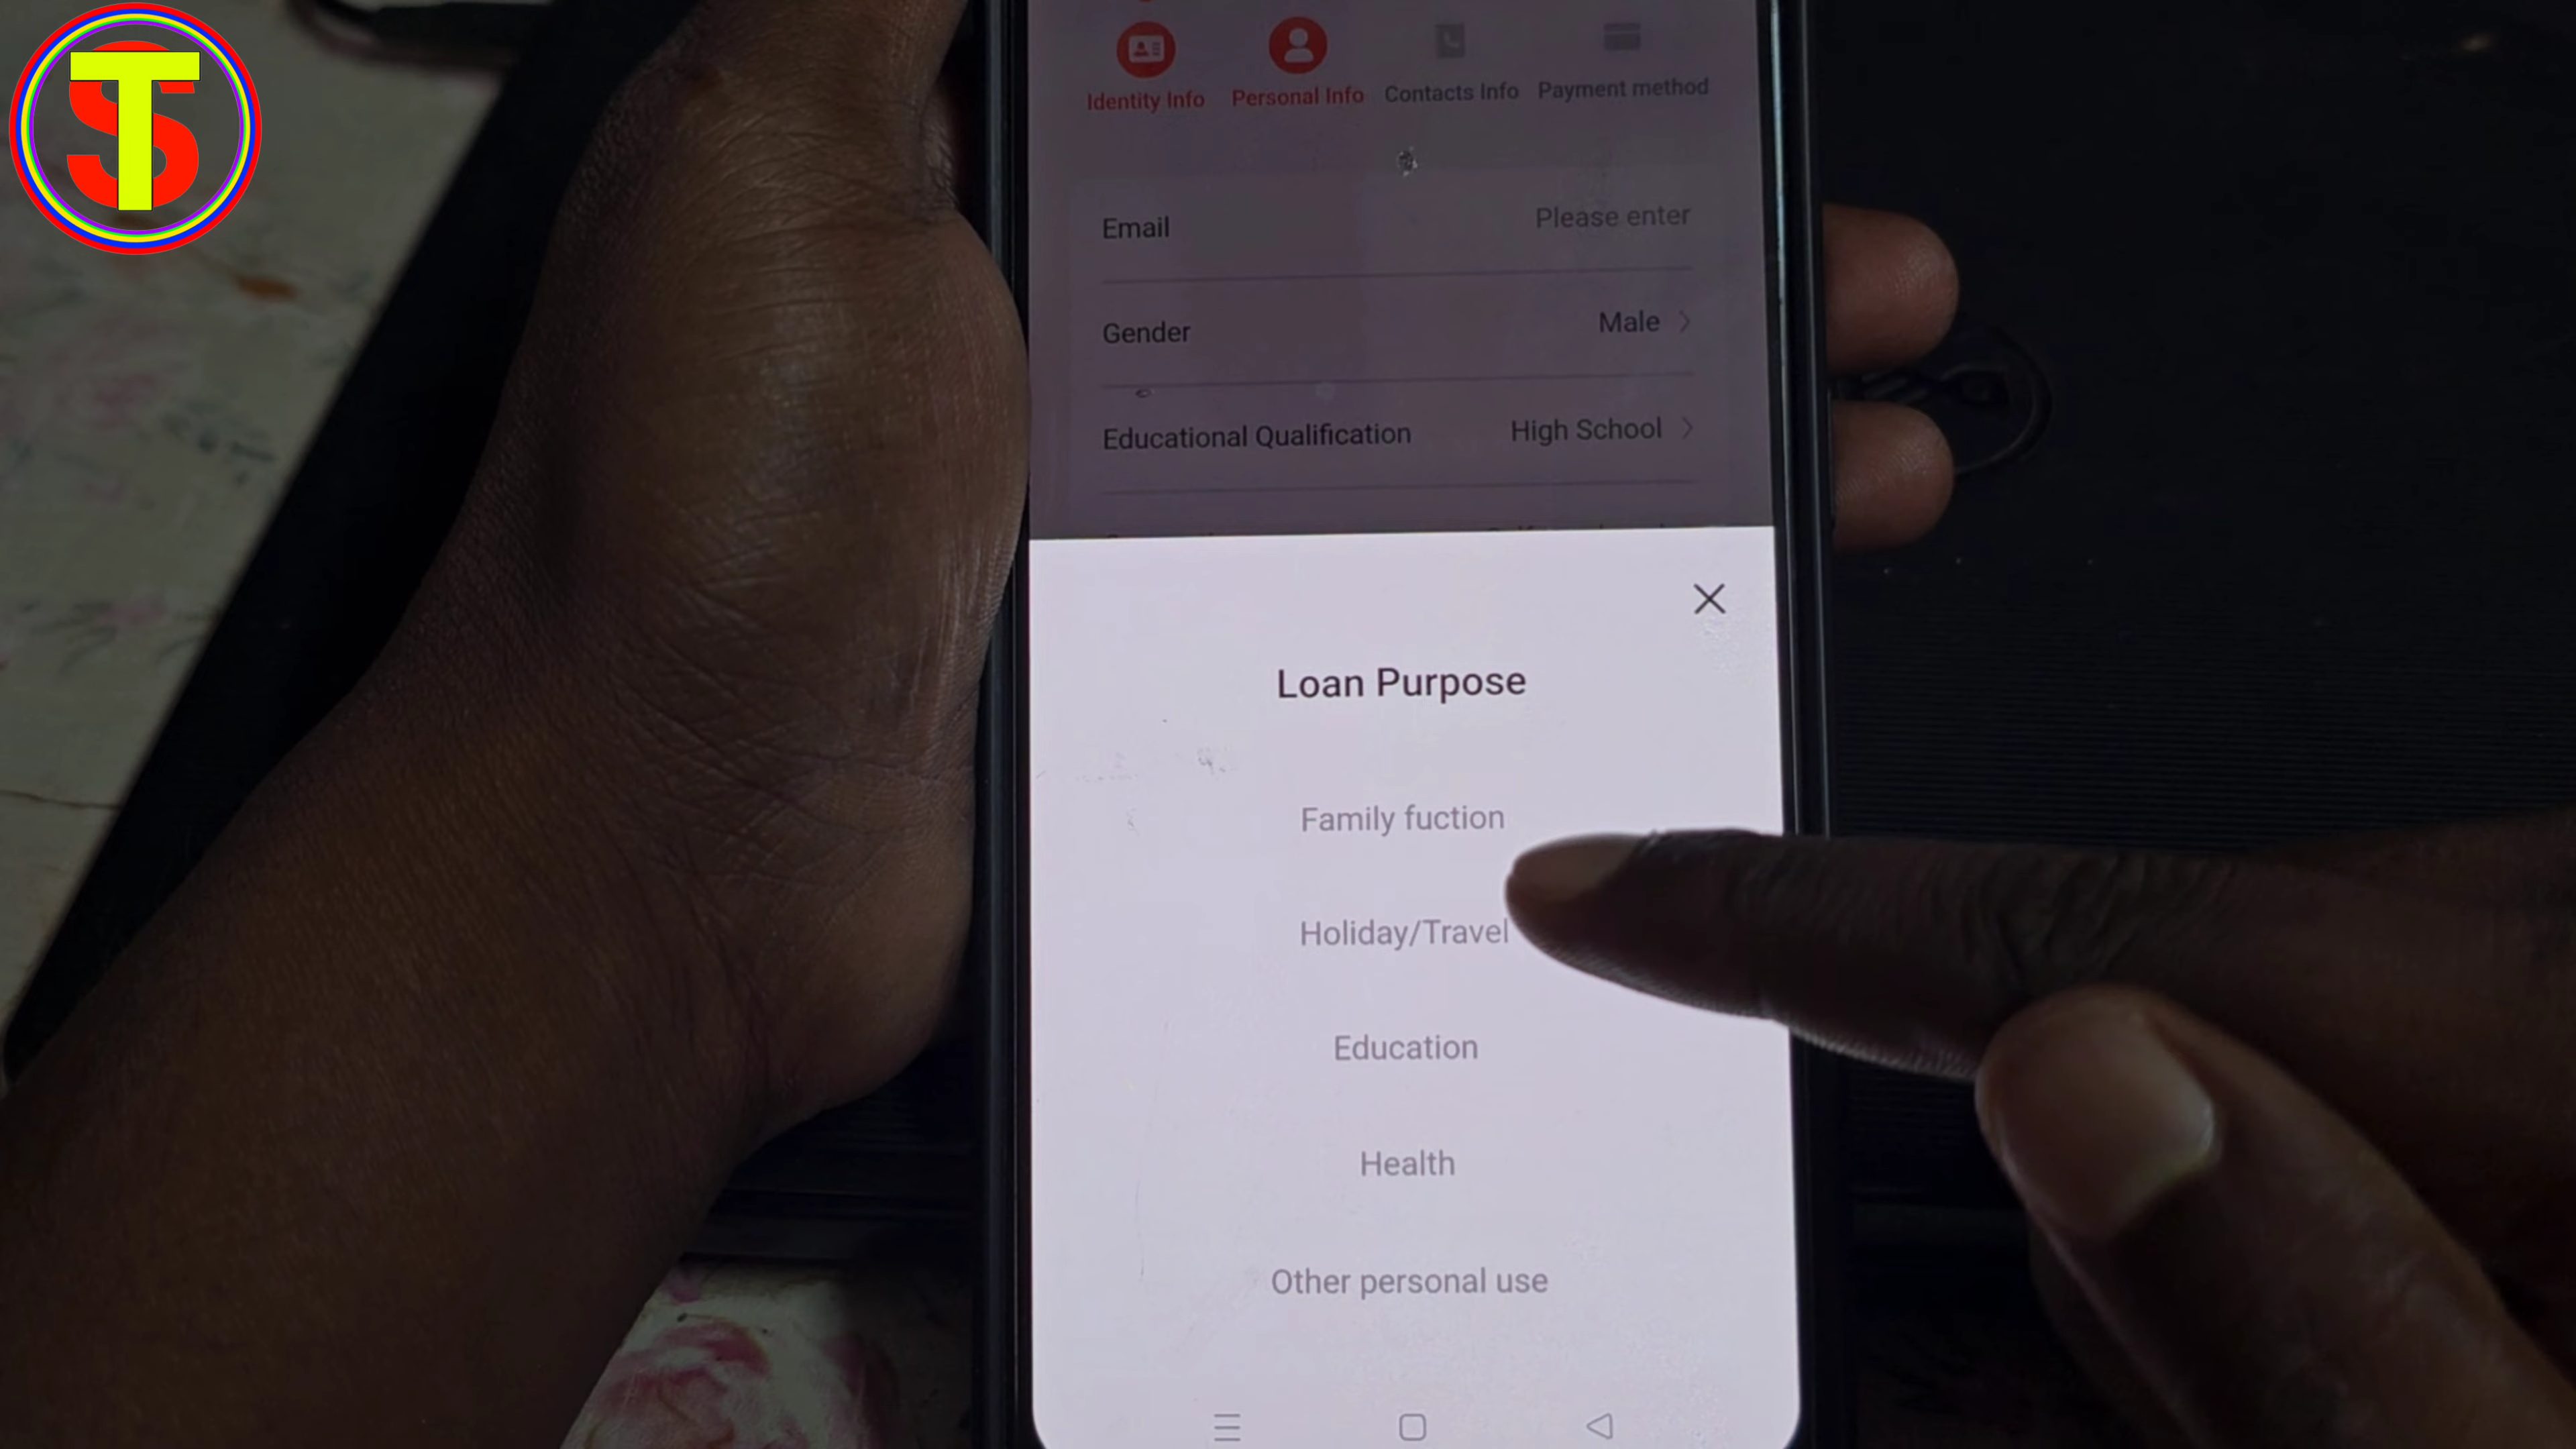 ST
Identity Info Personal Info Contacts Info Payment method
Email Please enter
Gender Male
Educational Qualification High School
Loan Purpose
Family fuction
Holiday/Travel
Education
Health
Other personal use